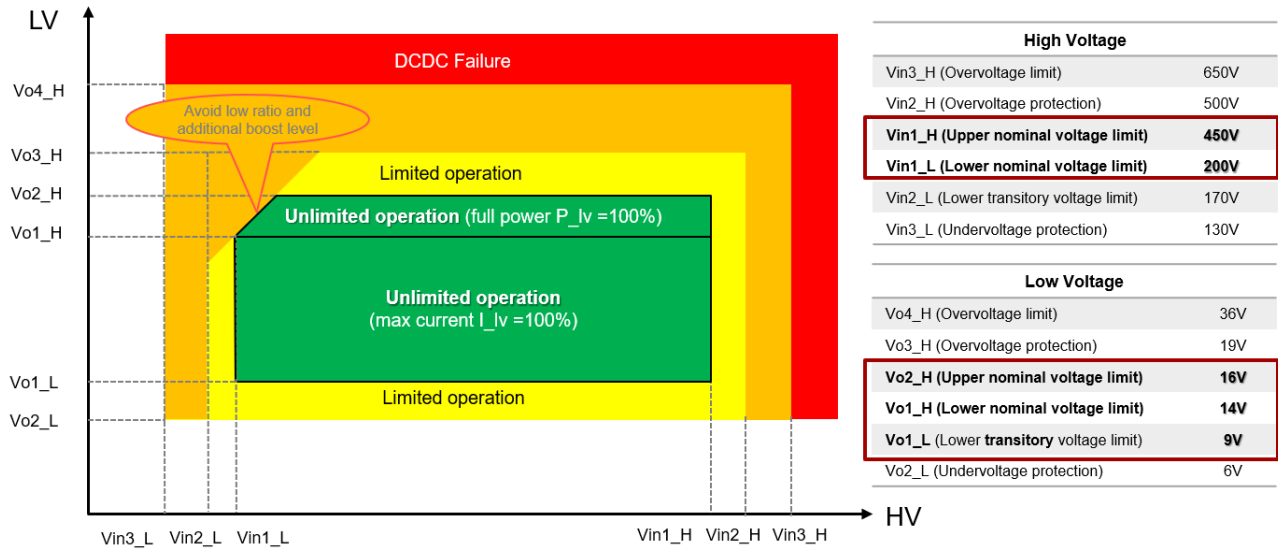 LV
DCDC Failure
Vo4_H
Avoid low ratio and
additional boost level
Vo3_H
Limited operation
Vo2_H
Unlimited operation (full power P_lv =100%)
Vo1_H
Unlimited operation
(max current I_lv =100%)
Vo1_L
Limited operation
Vo2_L
HV
Vin3_L Vin2_L Vin1_L Vin1_H Vin2_H Vin3_H
High Voltage
Vin3_H (Overvoltage limit) 650V
Vin2_H (Overvoltage protection) 500V
Vin1_H (Upper nominal voltage limit) 450V
Vin1_L (Lower nominal voltage limit) 200V
Vin2_L (Lower transitory voltage limit) 170V
Vin3_L (Undervoltage protection) 130V
Low Voltage
Vo4_H (Overvoltage limit) 36V
Vo3_H (Overvoltage protection) 19V
Vo2_H (Upper nominal voltage limit) 16V
Vo1_H (Lower nominal voltage limit) 14V
Vo1_L (Lower transitory voltage limit) 9V
Vo2_L (Undervoltage protection) 6V